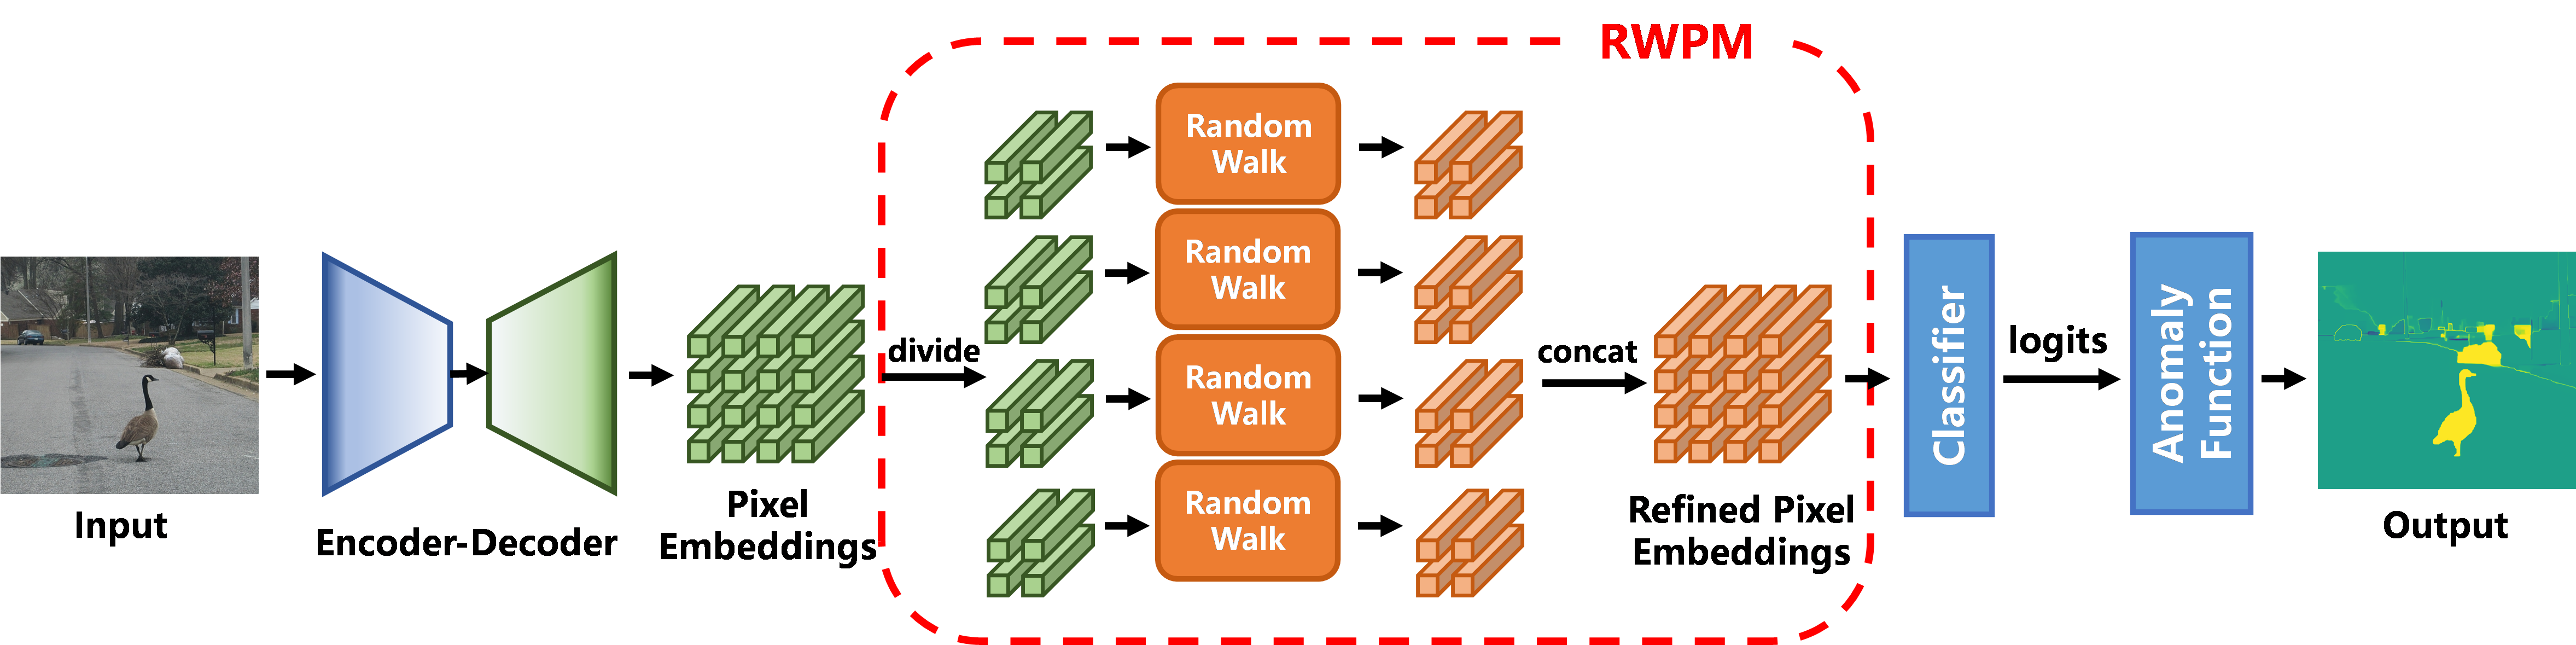 RWPM
Random
Walk
Random
Walk
Random
Walk
Random
Walk
divide
concat
logits
Classifier
Anomaly
Function
Input
Encoder-Decoder
Pixel
Embeddings
Refined Pixel
Embeddings
Output